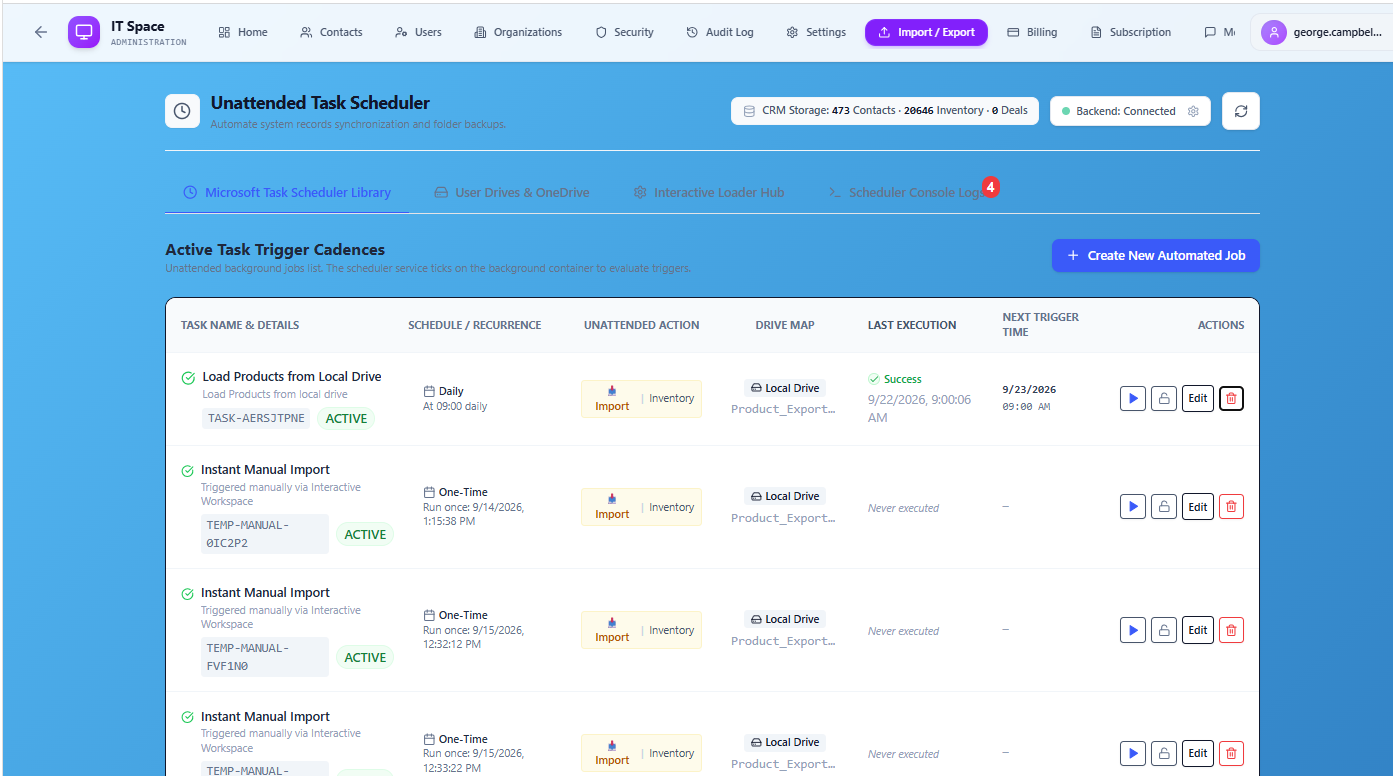 IT Space
ADMINISTRATION
Home
Contacts
Users
Organizations
Security
Audit Log
Settings
Import / Export
Billing
Subscription
george.campbel...
Unattended Task Scheduler
Automate system records synchronization and folder backups.
CRM Storage: 473 Contacts · 20646 Inventory · 0 Deals
Backend: Connected
Microsoft Task Scheduler Library
User Drives & OneDrive
Interactive Loader Hub
Scheduler Console Logs
4
Active Task Trigger Cadences
Unattended background jobs list. The scheduler service ticks on the background container to evaluate triggers.
+ Create New Automated Job
TASK NAME & DETAILS
SCHEDULE / RECURRENCE
UNATTENDED ACTION
DRIVE MAP
LAST EXECUTION
NEXT TRIGGER
TIME
ACTIONS
Load Products from Local Drive
Load Products from local drive
TASK-AERSJTPNE
ACTIVE
Daily
At 09:00 daily
Import | Inventory
Local Drive
Product_Export…
Success
9/22/2026, 9:00:06
AM
9/23/2026
09:00 AM
Edit
Instant Manual Import
Triggered manually via Interactive
Workspace
TEMP-MANUAL-
0IC2P2
ACTIVE
One-Time
Run once: 9/14/2026,
1:15:38 PM
Import | Inventory
Local Drive
Product_Export…
Never executed
—
Edit
Instant Manual Import
Triggered manually via Interactive
Workspace
TEMP-MANUAL-
FVF1N0
ACTIVE
One-Time
Run once: 9/15/2026,
12:32:12 PM
Import | Inventory
Local Drive
Product_Export…
Never executed
—
Edit
Instant Manual Import
Triggered manually via Interactive
Workspace
TEMP-MANUAL-
One-Time
Run once: 9/15/2026,
12:33:22 PM
Import | Inventory
Local Drive
Product_Export…
Never executed
—
Edit